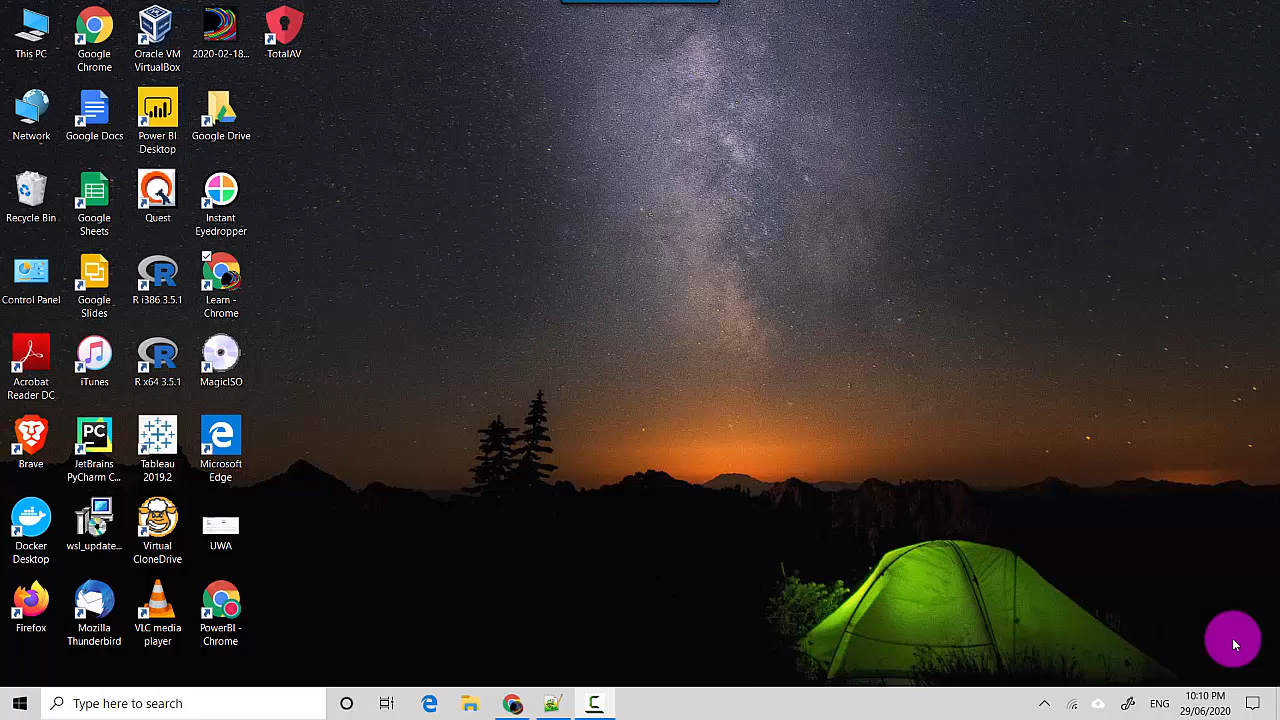 This PC
Google
Chrome
Oracle VM
VirtualBox
2020-02-18...
TotalAV
Network
Google Docs
Power BI
Desktop
Google Drive
Recycle Bin
Google
Sheets
Quest
Instant
Eyedropper
Control Panel
Google
Slides
R i386 3.5.1
Learn -
Chrome
Acrobat
Reader DC
iTunes
R x64 3.5.1
MagicISO
Brave
PC
JetBrains
PyCharm C...
Tableau
2019.2
Microsoft
Edge
Docker
Desktop
wsl_update...
Virtual
CloneDrive
UWA
Firefox
Mozilla
Thunderbird
VLC media
player
PowerBI -
Chrome
Type here to search
ENG
10:10 PM
29/06/2020